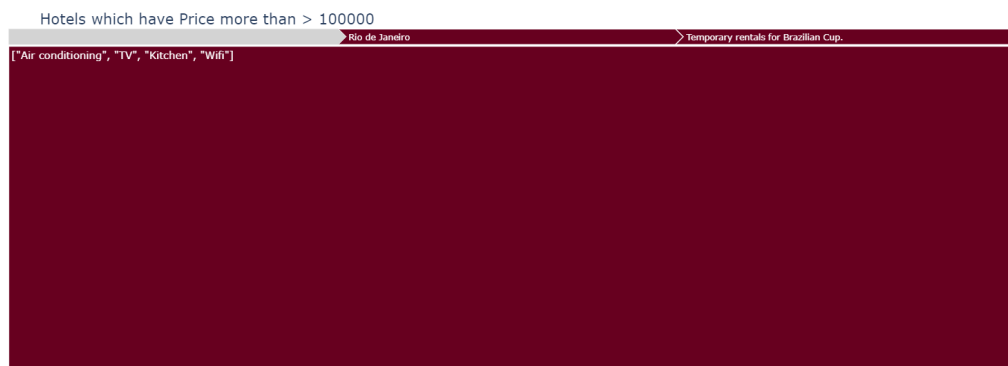 Hotels which have Price more than > 100000
Rio de Janeiro
Temporary rentals for Brazilian Cup.
["Air conditioning", "TV", "Kitchen", "Wifi"]